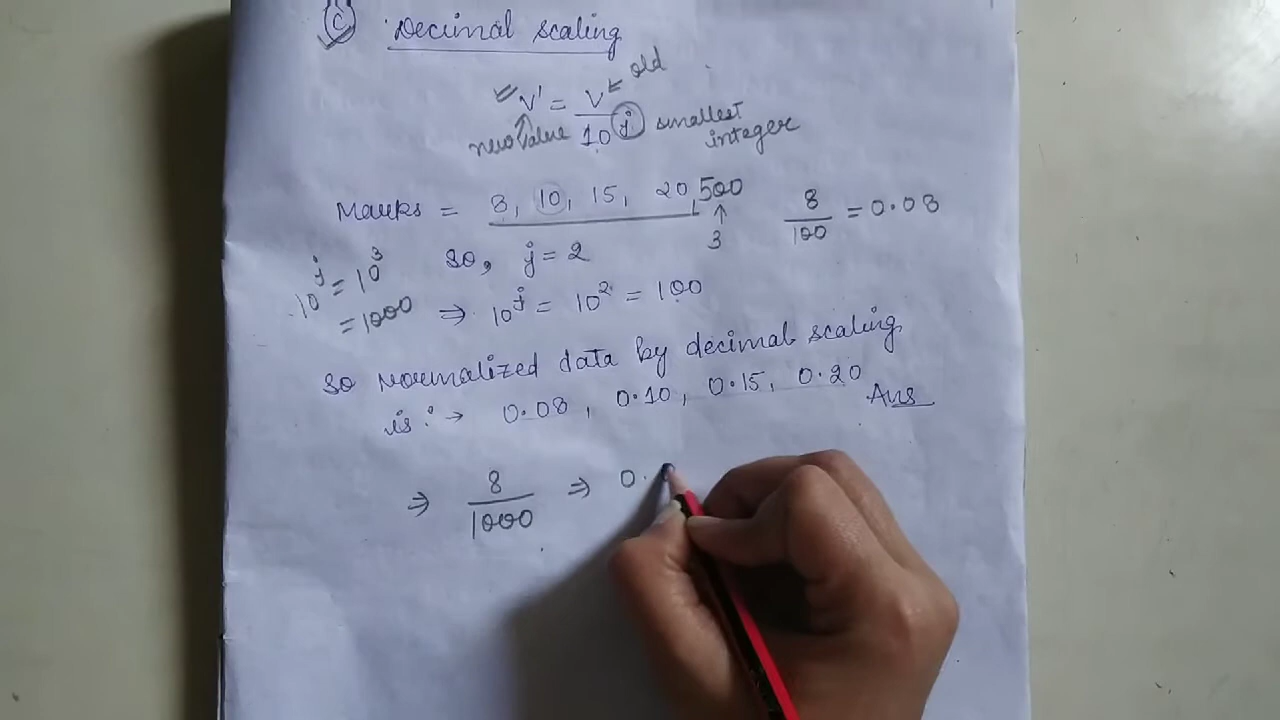 C Decimal scaling
old
V' = V / 10^j
new value smallest integer
Marks = 8, 10, 15, 20, 500
3
8/100 = 0.08
10^j = 10^3
= 1000
so, j = 2
⇒ 10^j = 10^2 = 100
so Normalized data by decimal scaling
is :→ 0.08, 0.10, 0.15, 0.20 Ans
⇒ 8/1000 ⇒ 0.